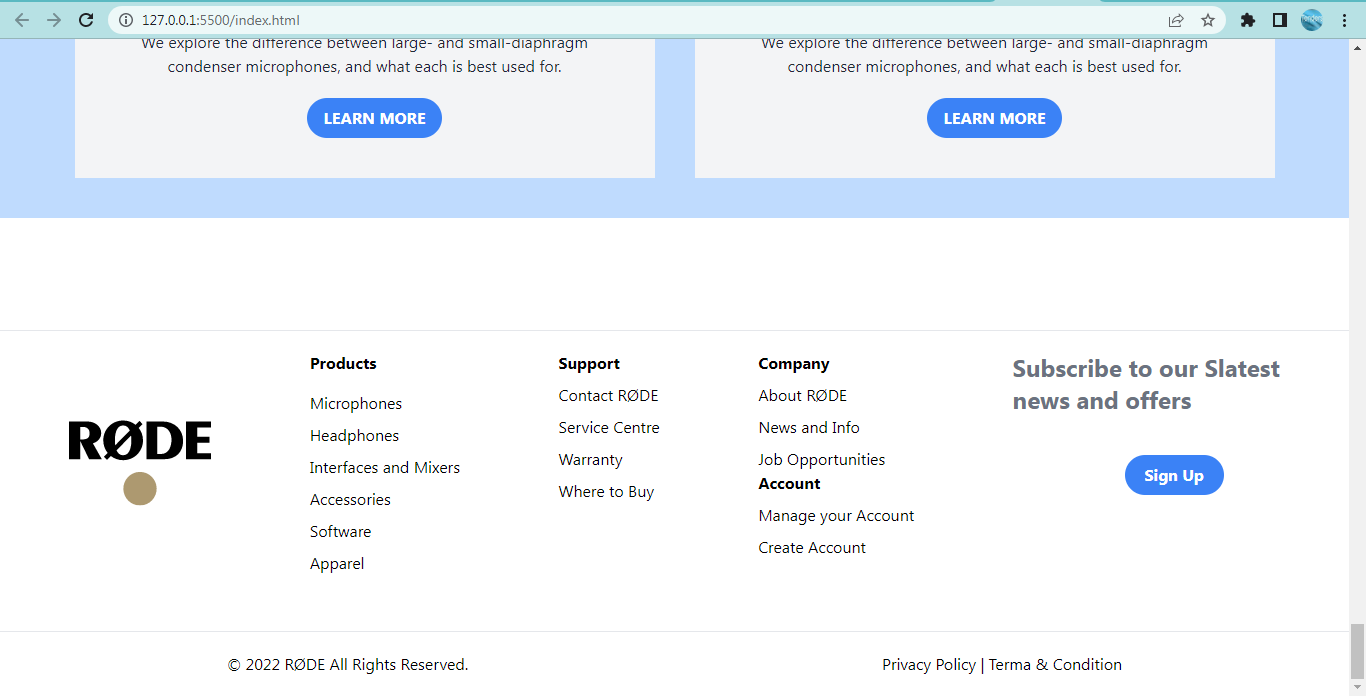 127.0.0.1:5500/index.html
We explore the difference between large- and small-diaphragm
condenser microphones, and what each is best used for.
LEARN MORE
We explore the difference between large- and small-diaphragm
condenser microphones, and what each is best used for.
LEARN MORE
RØDE
Products
Microphones
Headphones
Interfaces and Mixers
Accessories
Software
Apparel
Support
Contact RØDE
Service Centre
Warranty
Where to Buy
Company
About RØDE
News and Info
Job Opportunities
Account
Manage your Account
Create Account
Subscribe to our Slatest
news and offers
Sign Up
© 2022 RØDE All Rights Reserved.
Privacy Policy | Terma & Condition